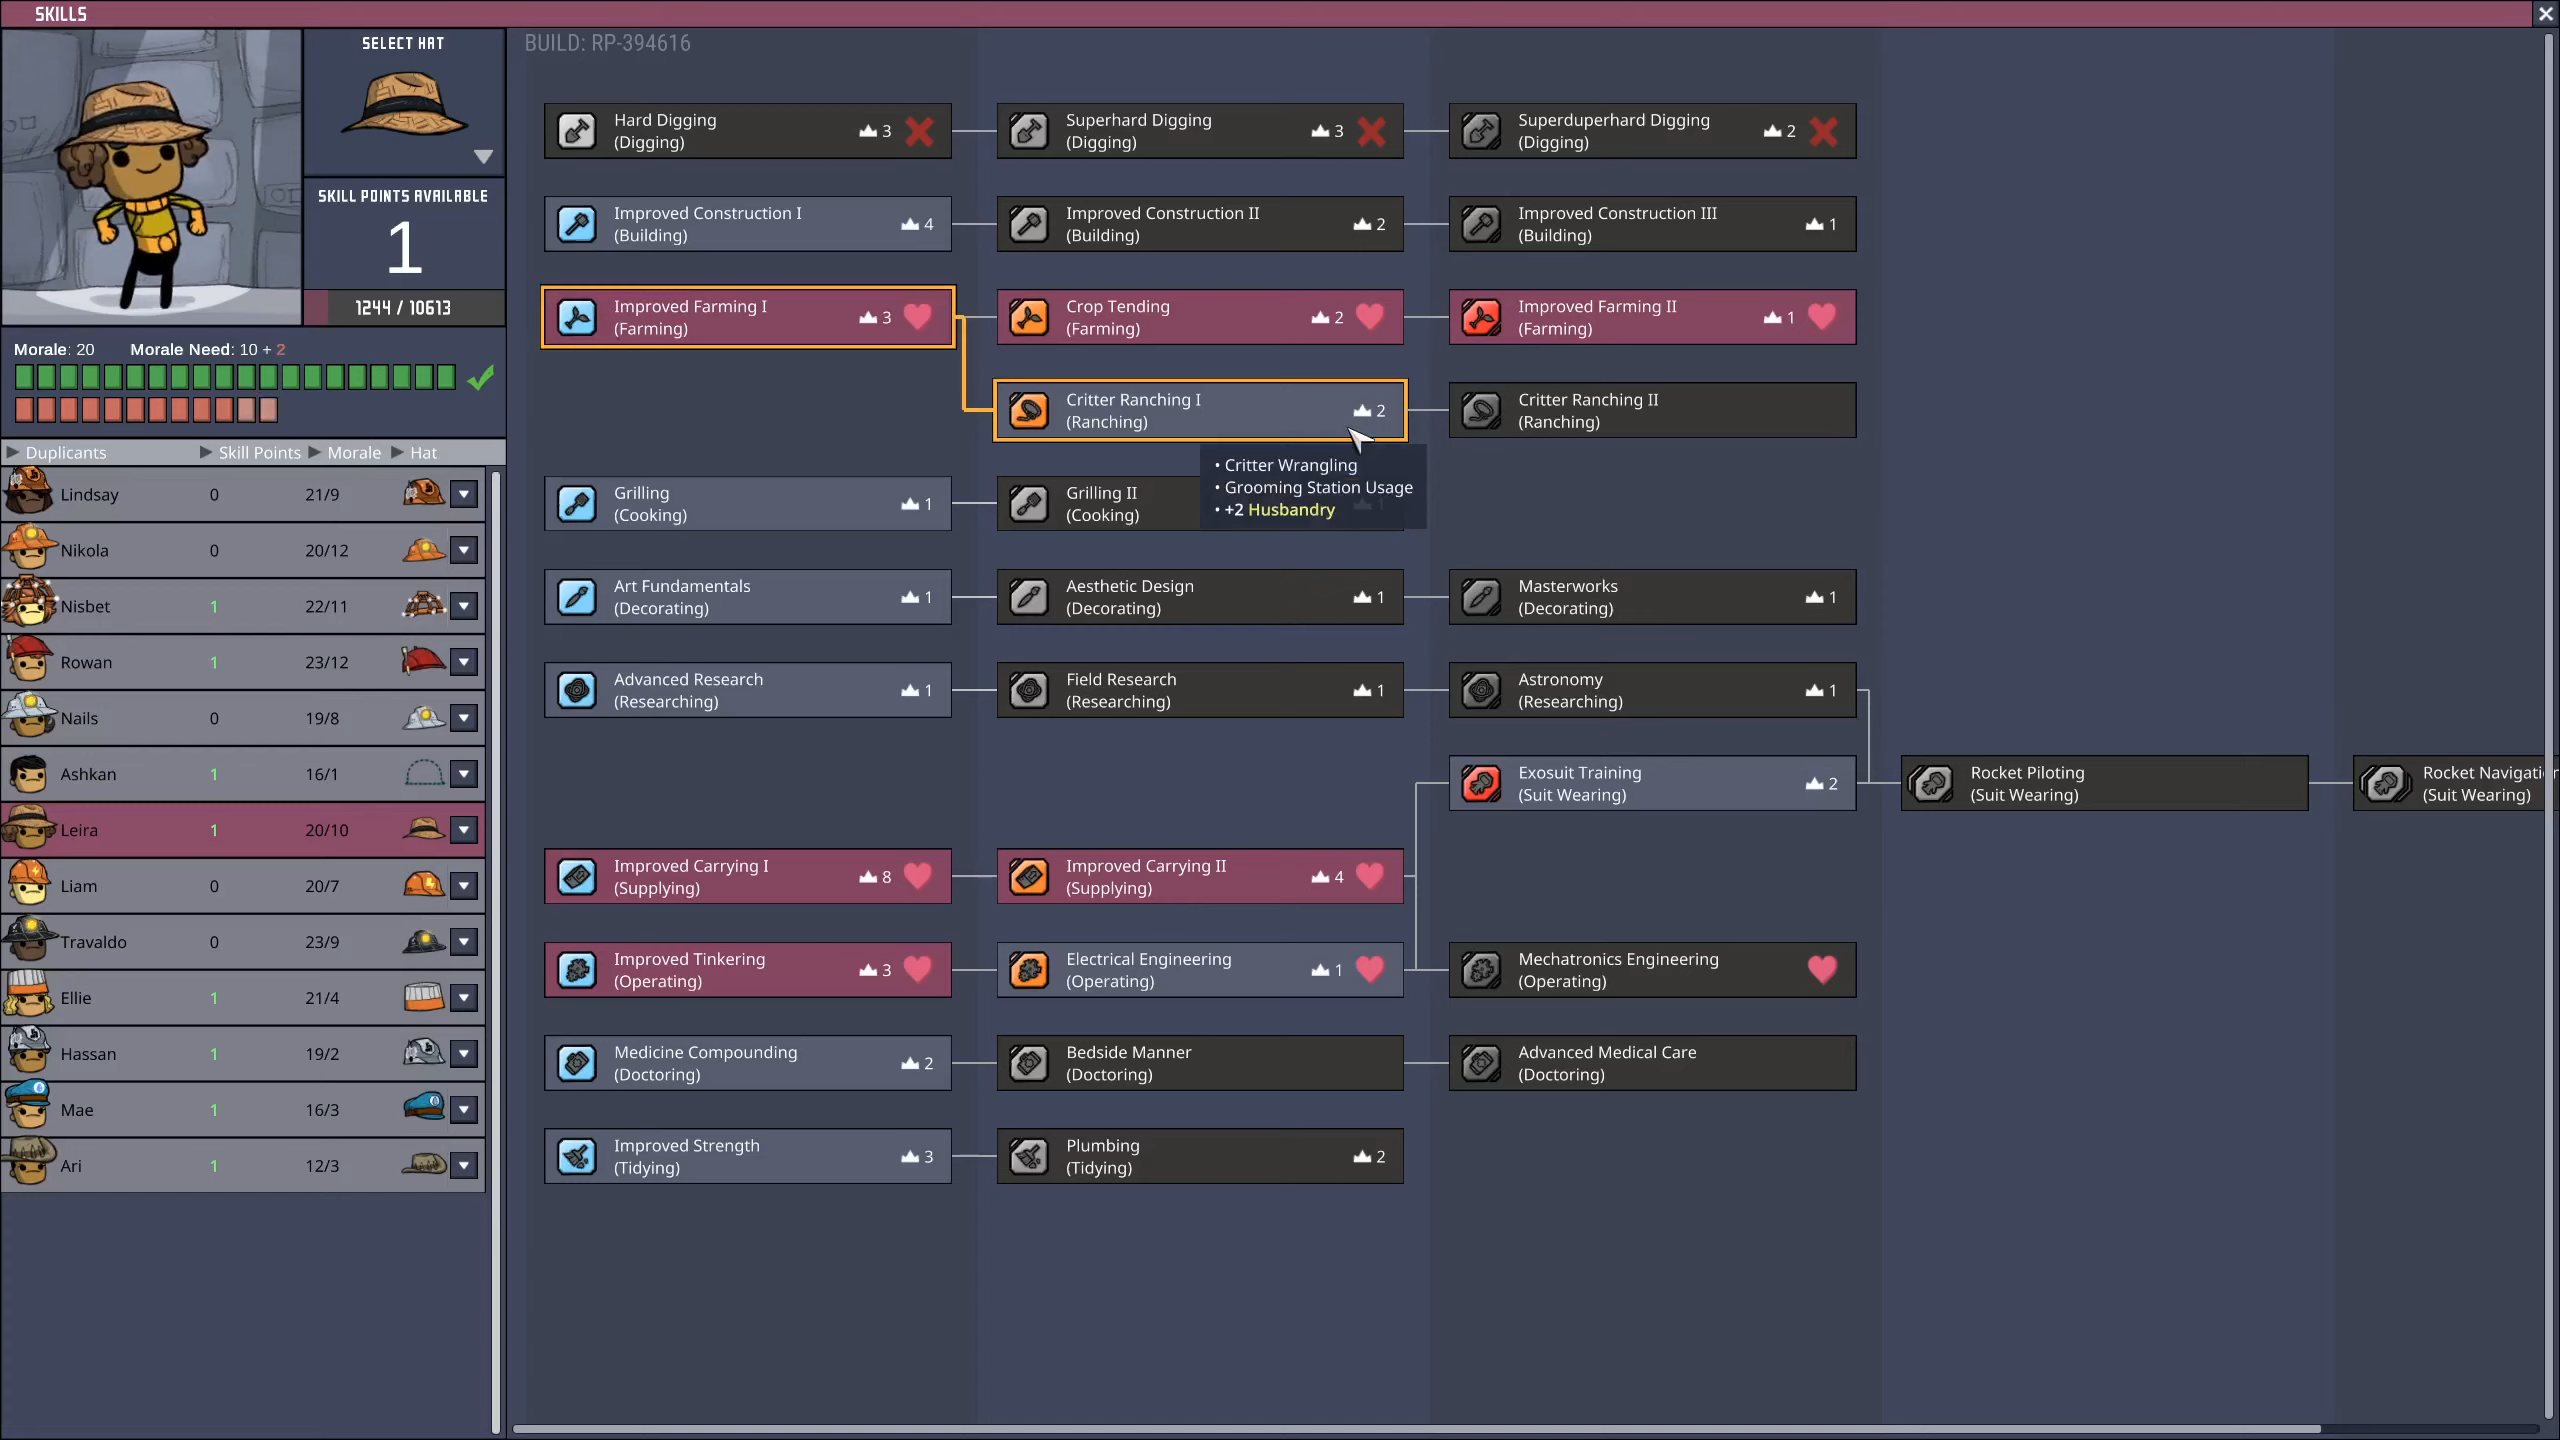 SKILLS
SELECT HAT
SKILL POINTS AVAILABLE
1
1244 / 10613
Morale: 20 Morale Need: 10 + 2
Duplicants Skill Points Morale Hat
Lindsay 0 21/9
Nikola 0 20/12
Nisbet 1 22/11
Rowan 1 23/12
Nails 0 19/8
Ashkan 1 16/1
Leira 1 20/10
Liam 0 20/7
Travaldo 0 23/9
Ellie 1 21/4
Hassan 1 19/2
Mae 1 16/3
Ari 1 12/3
BUILD: RP-394616
Hard Digging
(Digging)
3
Superhard Digging
(Digging)
3
Superduperhard Digging
(Digging)
2
Improved Construction I
(Building)
4
Improved Construction II
(Building)
2
Improved Construction III
(Building)
1
Improved Farming I
(Farming)
3
Crop Tending
(Farming)
2
Improved Farming II
(Farming)
1
Critter Ranching I
(Ranching)
2
Critter Ranching II
(Ranching)
• Critter Wrangling
• Grooming Station Usage
• +2 Husbandry
Grilling
(Cooking)
1
Grilling II
(Cooking)
1
Art Fundamentals
(Decorating)
1
Aesthetic Design
(Decorating)
1
Masterworks
(Decorating)
1
Advanced Research
(Researching)
1
Field Research
(Researching)
1
Astronomy
(Researching)
1
Exosuit Training
(Suit Wearing)
2
Rocket Piloting
(Suit Wearing)
Rocket Navigation
(Suit Wearing)
Improved Carrying I
(Supplying)
8
Improved Carrying II
(Supplying)
4
Improved Tinkering
(Operating)
3
Electrical Engineering
(Operating)
1
Mechatronics Engineering
(Operating)
Medicine Compounding
(Doctoring)
2
Bedside Manner
(Doctoring)
Advanced Medical Care
(Doctoring)
Improved Strength
(Tidying)
3
Plumbing
(Tidying)
2